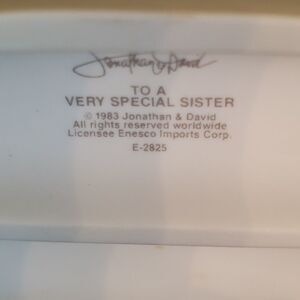 Jonathan & David
TO A
VERY SPECIAL SISTER
© 1983 Jonathan & David
All rights reserved worldwide
Licensee Enesco Imports Corp.
E-2825